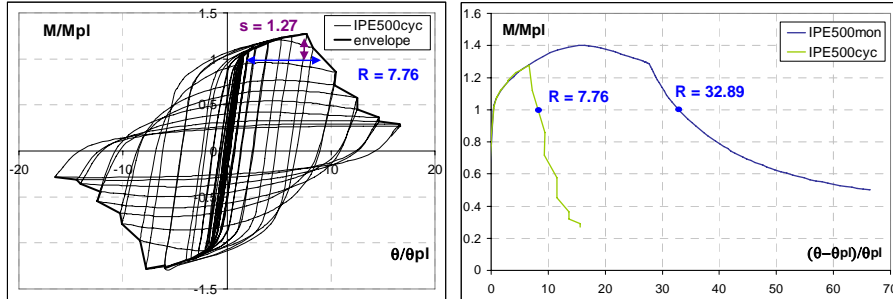 M/Mpl
1.5
s = 1.27
IPE500cyc
envelope
R = 7.76
0.5
0
-20
-10
10
20
-0.5
θ/θpl
-1.5
M/Mpl
1.6
1.4
1.2
1
0.8
0.6
0.4
0.2
0
10
20
30
40
50
60
70
IPE500mon
IPE500cyc
R = 7.76
R = 32.89
(θ-θpl)/θpl